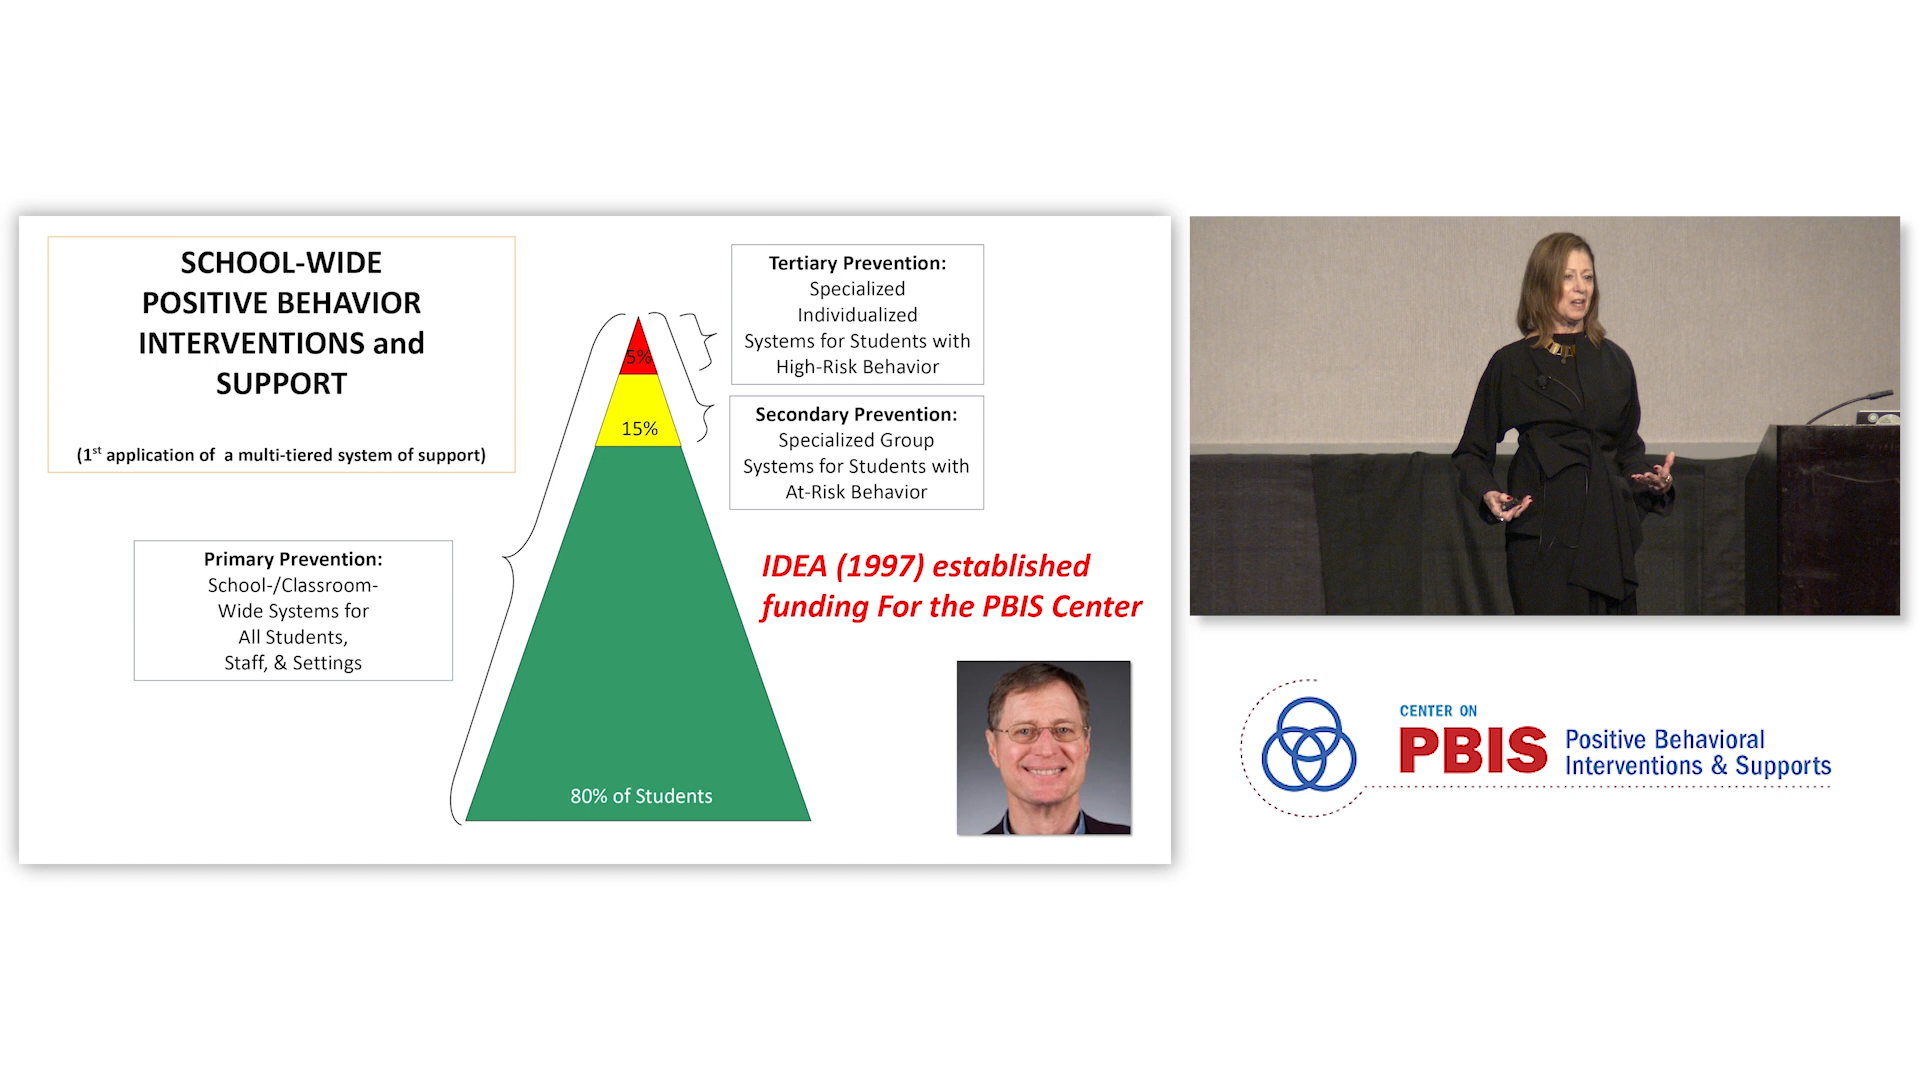 SCHOOL-WIDE
POSITIVE BEHAVIOR
INTERVENTIONS and
SUPPORT
(1st application of a multi-tiered system of support)
Tertiary Prevention:
Specialized
Individualized
Systems for Students with
High-Risk Behavior
5%
15%
Secondary Prevention:
Specialized Group
Systems for Students with
At-Risk Behavior
Primary Prevention:
School-/Classroom-
Wide Systems for
All Students,
Staff, & Settings
IDEA (1997) established
funding For the PBIS Center
80% of Students
CENTER ON
PBIS
Positive Behavioral
Interventions & Supports